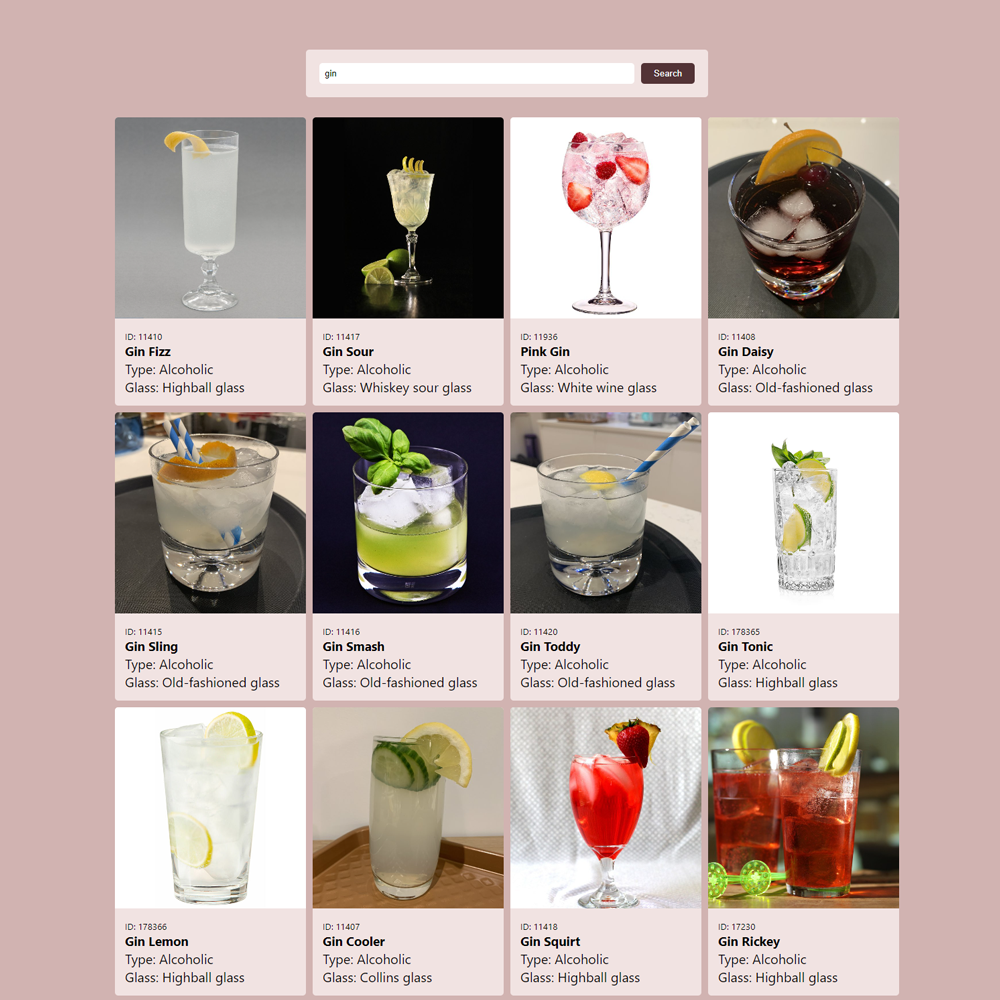 gin
Search
ID: 11410
Gin Fizz
Type: Alcoholic
Glass: Highball glass
ID: 11417
Gin Sour
Type: Alcoholic
Glass: Whiskey sour glass
ID: 11936
Pink Gin
Type: Alcoholic
Glass: White wine glass
ID: 11408
Gin Daisy
Type: Alcoholic
Glass: Old-fashioned glass
ID: 11415
Gin Sling
Type: Alcoholic
Glass: Old-fashioned glass
ID: 11416
Gin Smash
Type: Alcoholic
Glass: Old-fashioned glass
ID: 11420
Gin Toddy
Type: Alcoholic
Glass: Old-fashioned glass
ID: 178365
Gin Tonic
Type: Alcoholic
Glass: Highball glass
ID: 178366
Gin Lemon
Type: Alcoholic
Glass: Highball glass
ID: 11407
Gin Cooler
Type: Alcoholic
Glass: Collins glass
ID: 11418
Gin Squirt
Type: Alcoholic
Glass: Highball glass
ID: 17230
Gin Rickey
Type: Alcoholic
Glass: Highball glass